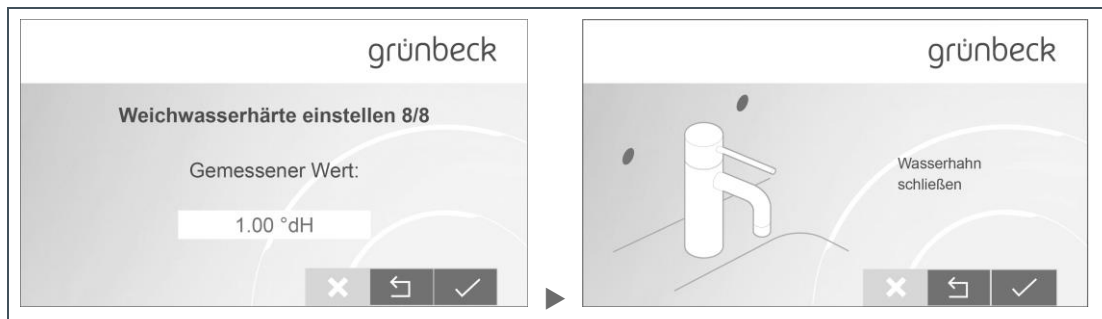 grünbeck
Weichwasserhärte einstellen 8/8
Gemessener Wert:
1.00 °dH
grünbeck
Wasserhahn
schließen